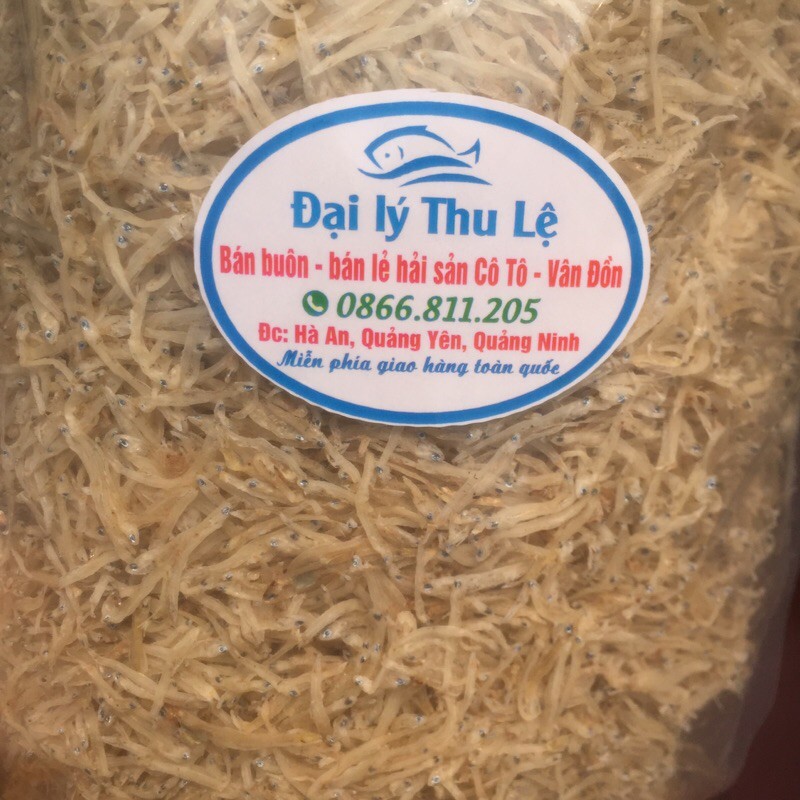 Đại lý Thu Lệ
Bán buôn - bán lẻ hải sản Cô Tô - Vân Đồn
0866.811.205
Đc: Hà An, Quảng Yên, Quảng Ninh
Miễn phía giao hàng toàn quốc